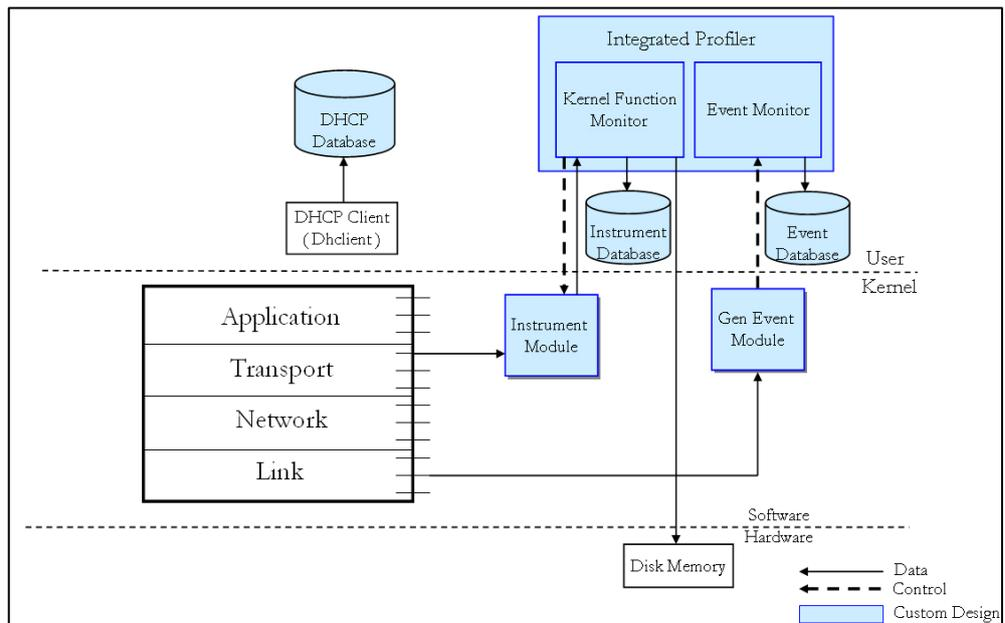 Integrated Profiler
Kernel Function
Monitor
Event Monitor
DHCP
Database
DHCP Client
(Dhclient)
Instrument
Database
Event
Database
User
Kernel
Application
Transport
Network
Link
Instrument
Module
Gen Event
Module
Software
Hardware
Disk Memory
Data
Control
Custom Design